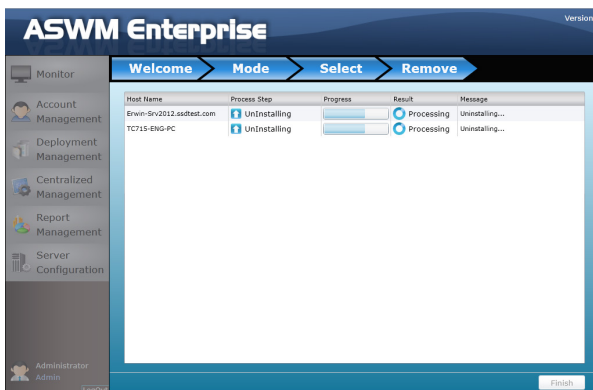 ASWM Enterprise
Version
Monitor
Account
Management
Deployment
Management
Centralized
Management
Report
Management
Server
Configuration
Administrator
Admin
LogOut
Welcome
Mode
Select
Remove
Host Name Process Step Progress Result Message
Erwin-Srv2012.ssdtest.com UnInstalling Processing Uninstalling...
TC715-ENG-PC UnInstalling Processing Uninstalling...
Finish